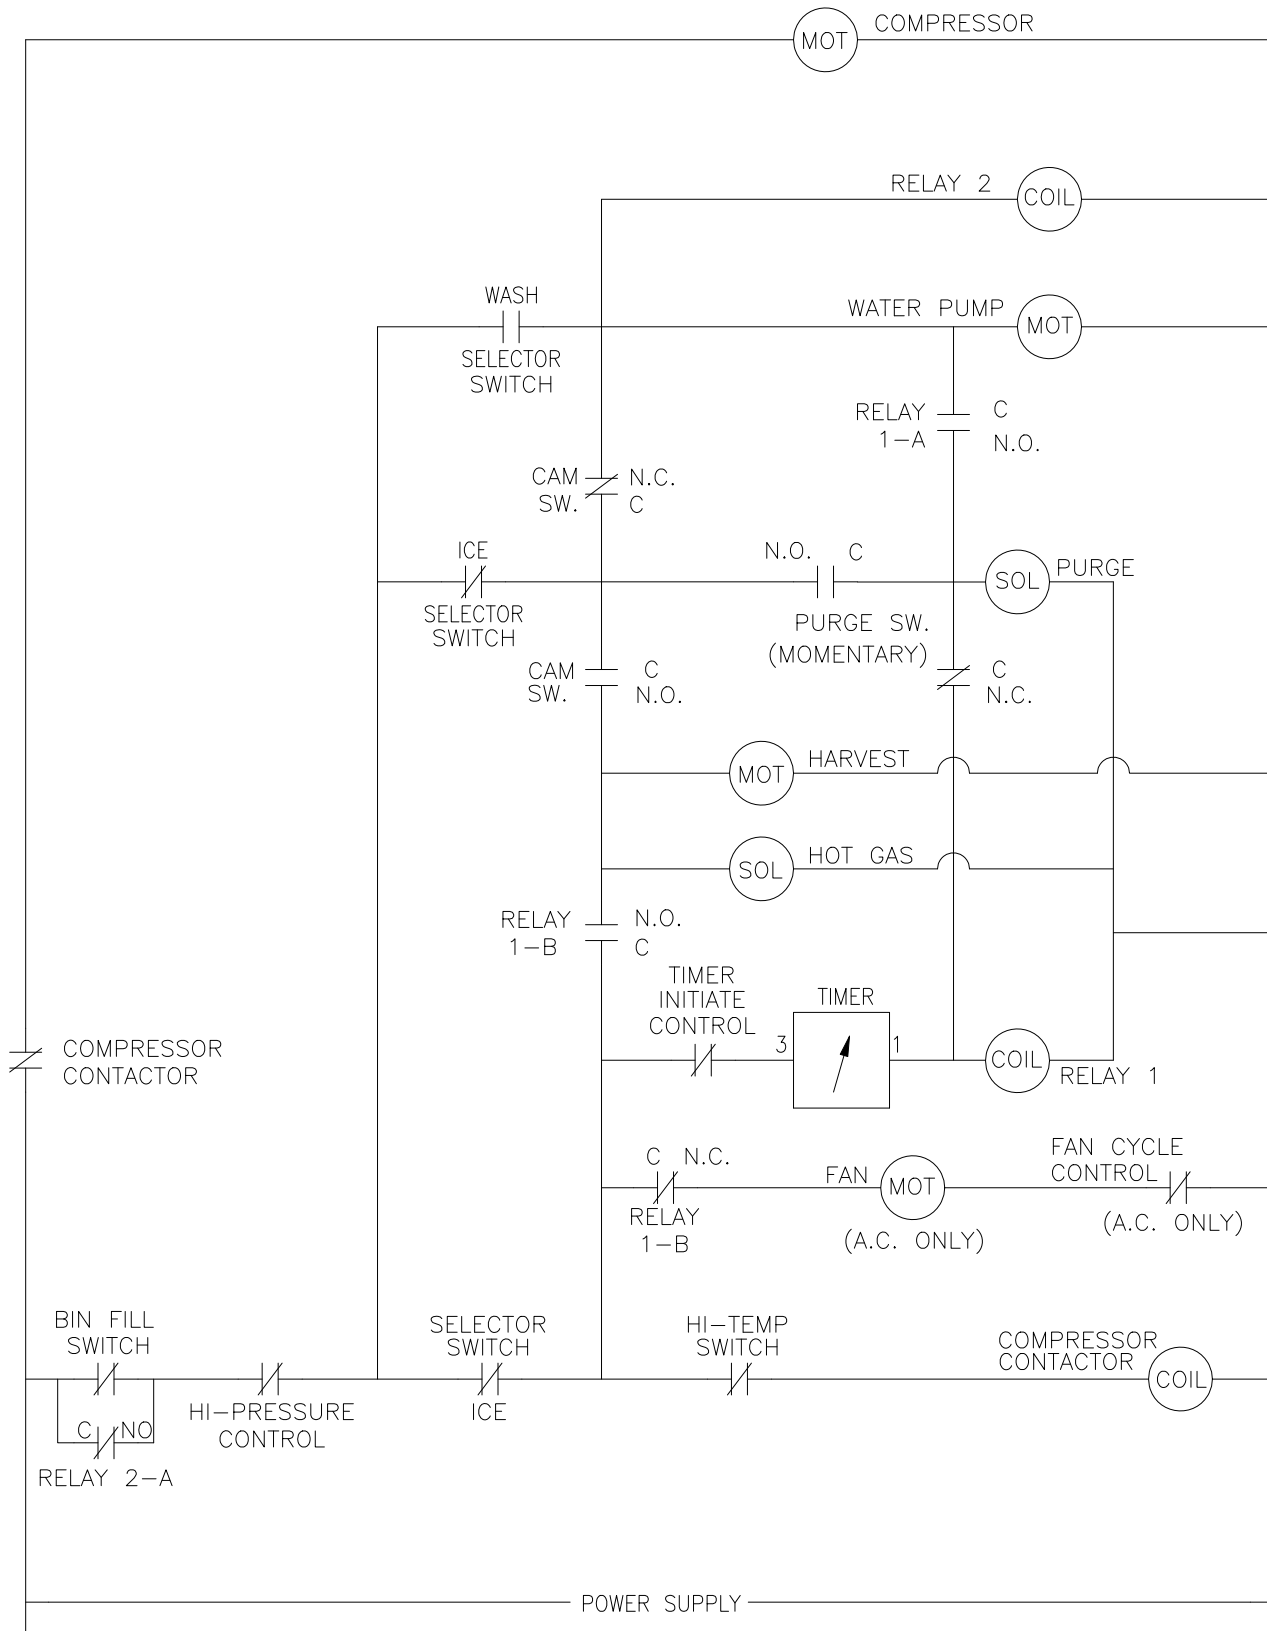 COMPRESSOR
MOT
RELAY 2
COIL
WASH
SELECTOR
SWITCH
WATER PUMP
MOT
RELAY
1-A
C
N.O.
CAM
SW.
N.C.
C
ICE
SELECTOR
SWITCH
N.O. C
PURGE SW.
(MOMENTARY)
SOL
PURGE
CAM
SW.
C
N.O.
C
N.C.
MOT
HARVEST
SOL
HOT GAS
RELAY
1-B
N.O.
C
TIMER
INITIATE
CONTROL
TIMER
3
1
COIL
RELAY 1
COMPRESSOR
CONTACTOR
C N.C.
RELAY
1-B
FAN
MOT
(A.C. ONLY)
FAN CYCLE
CONTROL
(A.C. ONLY)
BIN FILL
SWITCH
C NO
RELAY 2-A
HI-PRESSURE
CONTROL
SELECTOR
SWITCH
ICE
HI-TEMP
SWITCH
COMPRESSOR
CONTACTOR
COIL
POWER SUPPLY